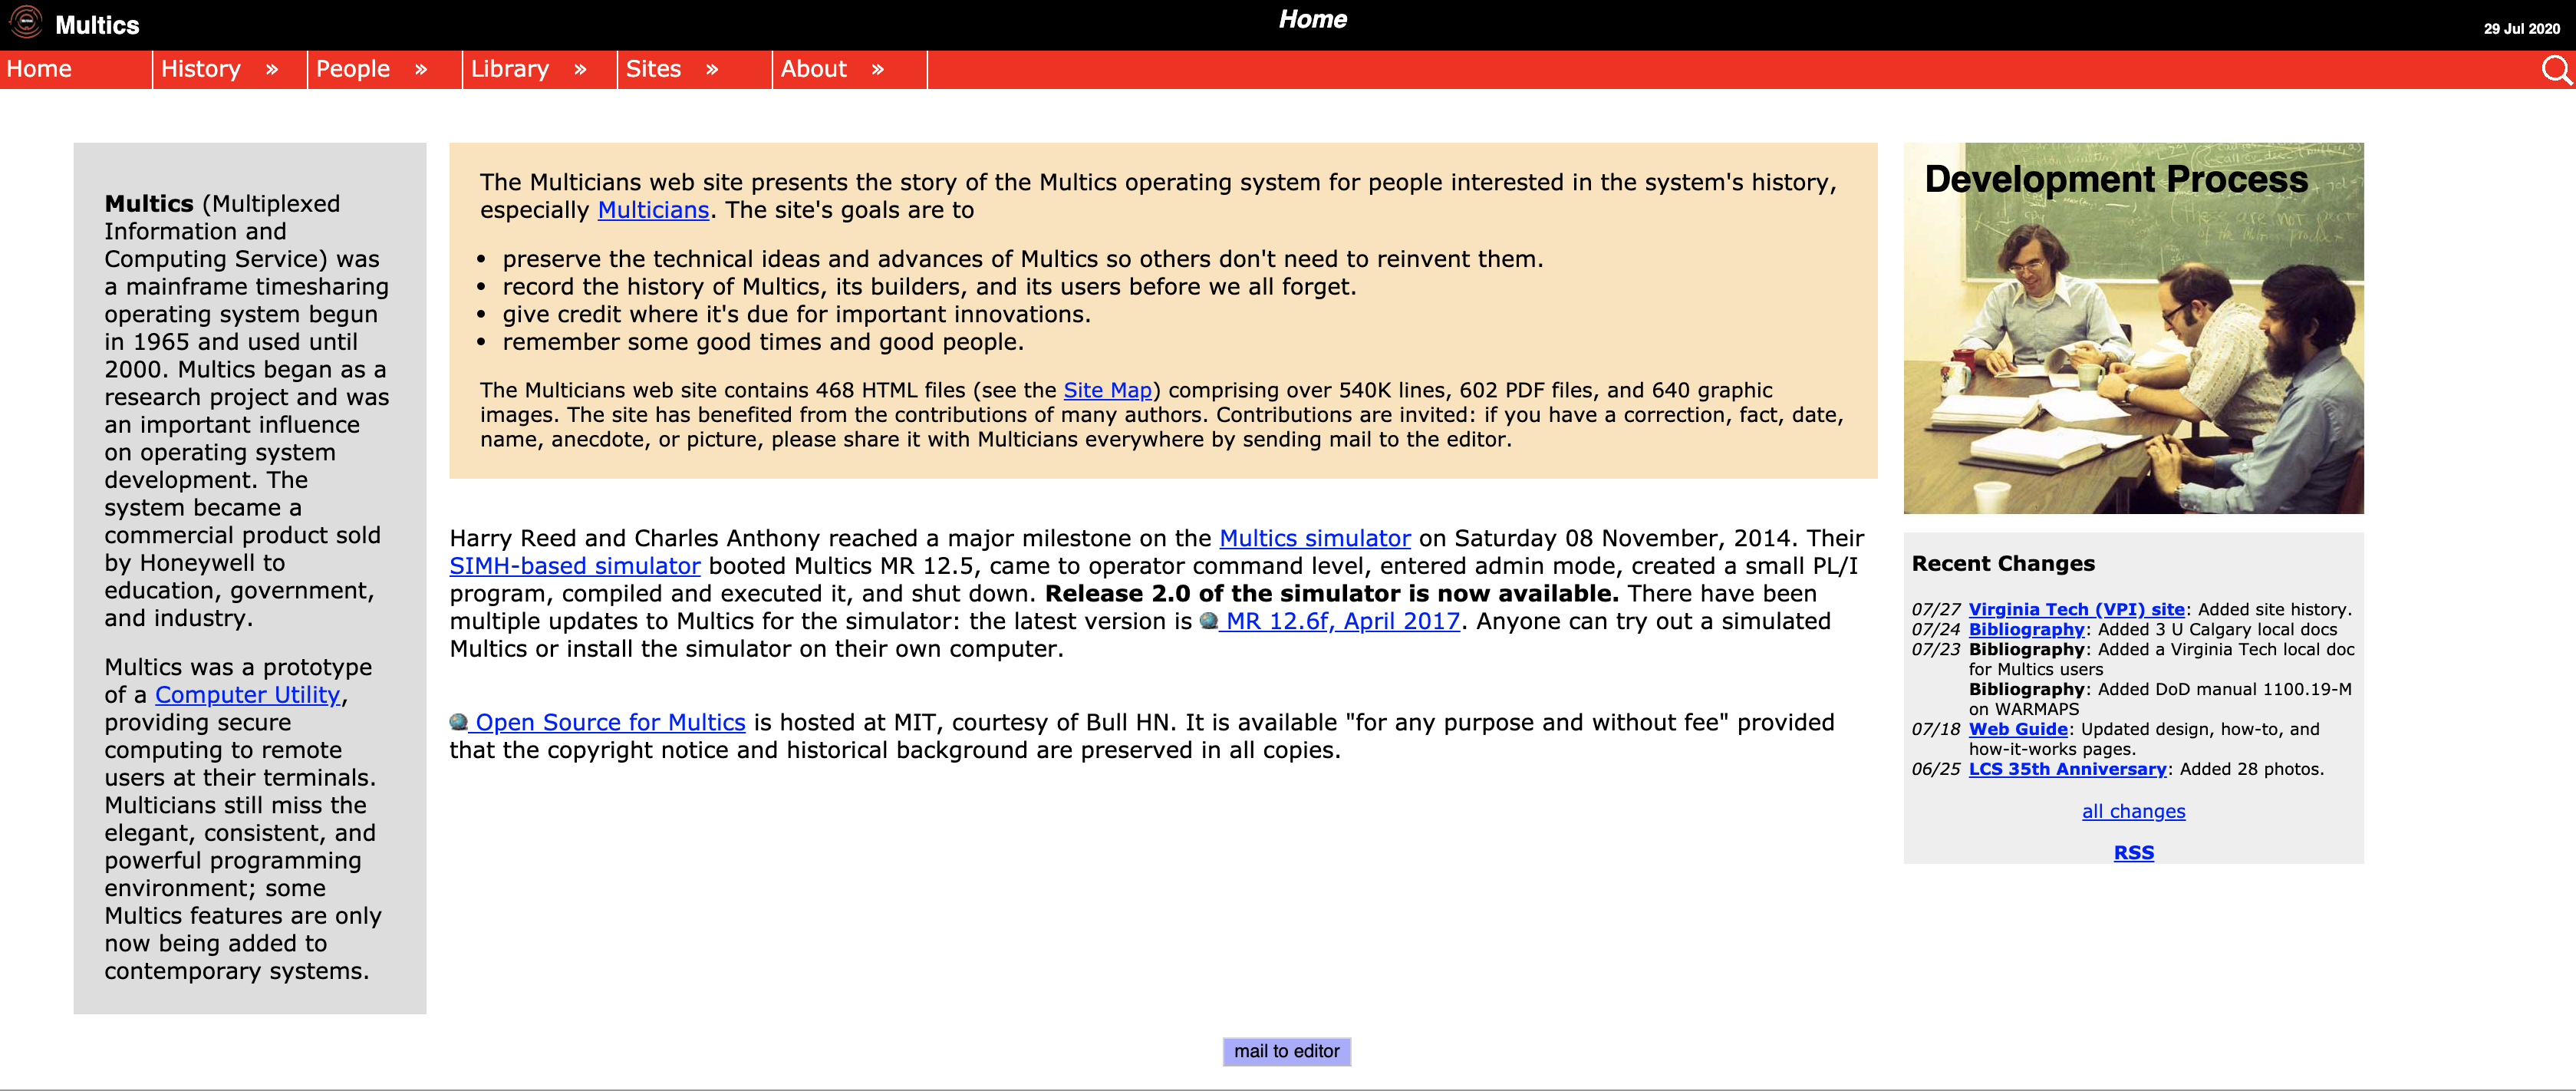 Multics
Home
29 Jul 2020
Home
History »
People »
Library »
Sites »
About »
Multics (Multiplexed
Information and
Computing Service) was
a mainframe timesharing
operating system begun
in 1965 and used until
2000. Multics began as a
research project and was
an important influence
on operating system
development. The
system became a
commercial product sold
by Honeywell to
education, government,
and industry.
Multics was a prototype
of a Computer Utility,
providing secure
computing to remote
users at their terminals.
Multicians still miss the
elegant, consistent, and
powerful programming
environment; some
Multics features are only
now being added to
contemporary systems.
The Multicians web site presents the story of the Multics operating system for people interested in the system's history,
especially Multicians. The site's goals are to
• preserve the technical ideas and advances of Multics so others don't need to reinvent them.
• record the history of Multics, its builders, and its users before we all forget.
• give credit where it's due for important innovations.
• remember some good times and good people.
The Multicians web site contains 468 HTML files (see the Site Map) comprising over 540K lines, 602 PDF files, and 640 graphic
images. The site has benefited from the contributions of many authors. Contributions are invited: if you have a correction, fact, date,
name, anecdote, or picture, please share it with Multicians everywhere by sending mail to the editor.
Harry Reed and Charles Anthony reached a major milestone on the Multics simulator on Saturday 08 November, 2014. Their
SIMH-based simulator booted Multics MR 12.5, came to operator command level, entered admin mode, created a small PL/I
program, compiled and executed it, and shut down. Release 2.0 of the simulator is now available. There have been
multiple updates to Multics for the simulator: the latest version is MR 12.6f, April 2017. Anyone can try out a simulated
Multics or install the simulator on their own computer.
Open Source for Multics is hosted at MIT, courtesy of Bull HN. It is available "for any purpose and without fee" provided
that the copyright notice and historical background are preserved in all copies.
Development Process
Recent Changes
07/27 Virginia Tech (VPI) site: Added site history.
07/24 Bibliography: Added 3 U Calgary local docs
07/23 Bibliography: Added a Virginia Tech local doc
for Multics users
Bibliography: Added DoD manual 1100.19-M
on WARMAPS
07/18 Web Guide: Updated design, how-to, and
how-it-works pages.
06/25 LCS 35th Anniversary: Added 28 photos.
all changes
RSS
mail to editor